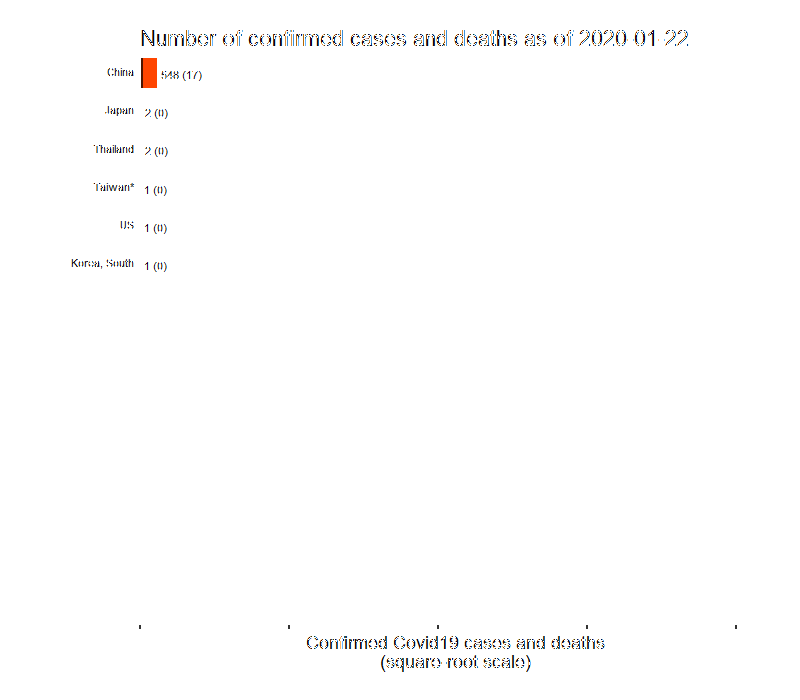 Number of confirmed cases and deaths as of 2020-01-22
China 548 (17)
Japan 2 (0)
Thailand 2 (0)
Taiwan* 1 (0)
US 1 (0)
Korea, South 1 (0)
Confirmed Covid19 cases and deaths
(square-root scale)